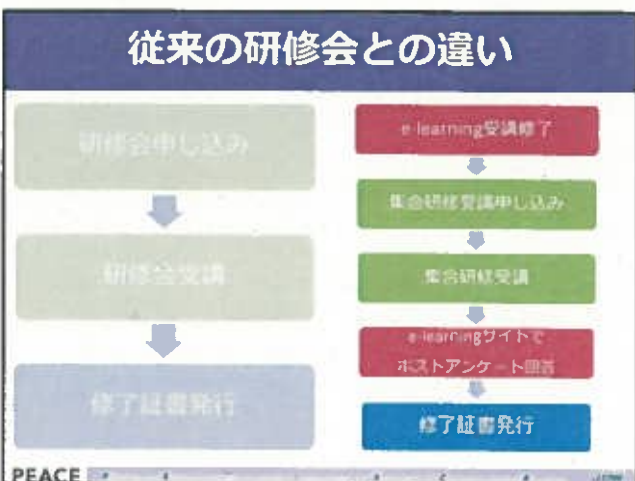 従来の研修会との違い
研修会申し込み
研修会受講
修了証書発行
e-learning受講修了
集合研修受講申し込み
集合研修受講
e-learningサイトで
ポストアンケート回答
修了証書発行
PEACE